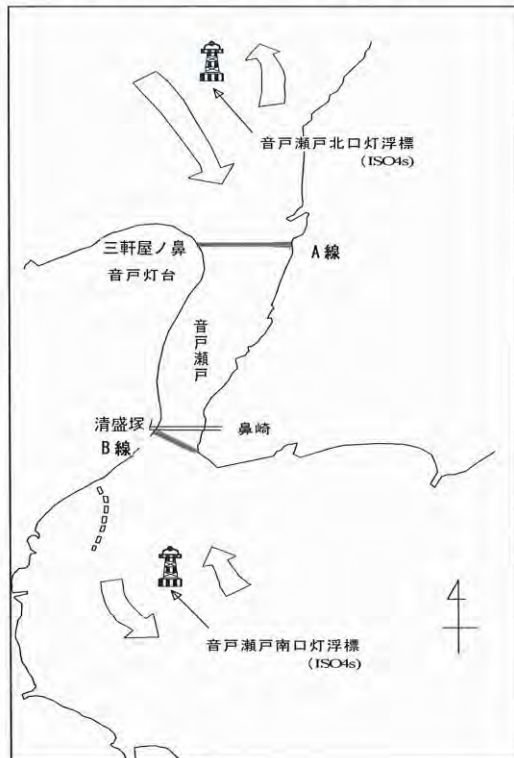 音戸瀬戸北口灯浮標
(ISO4s)
三軒屋ノ鼻
音戸灯台
A線
音戸瀬戸
清盛塚
鼻崎
B線
音戸瀬戸南口灯浮標
(ISO4s)